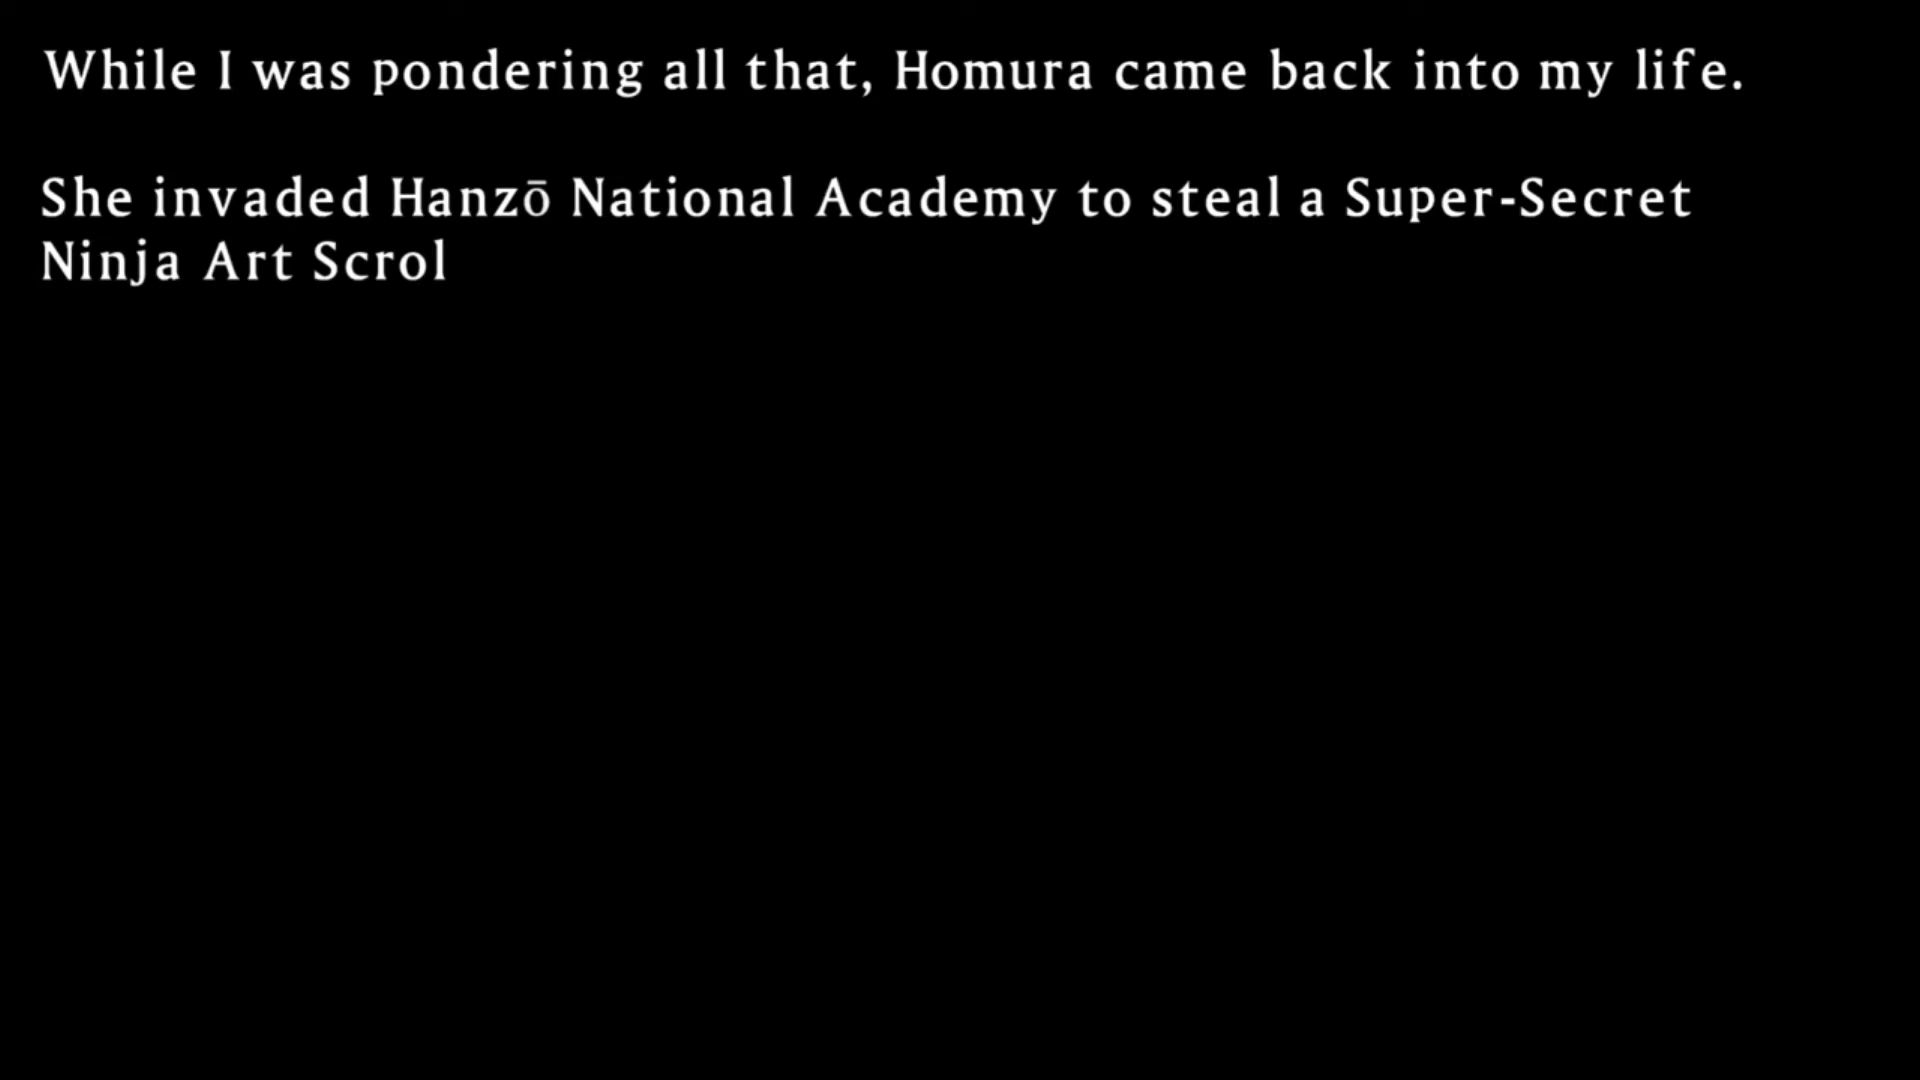 While I was pondering all that, Homura came back into my life.
She invaded Hanzō National Academy to steal a Super-Secret
Ninja Art Scrol